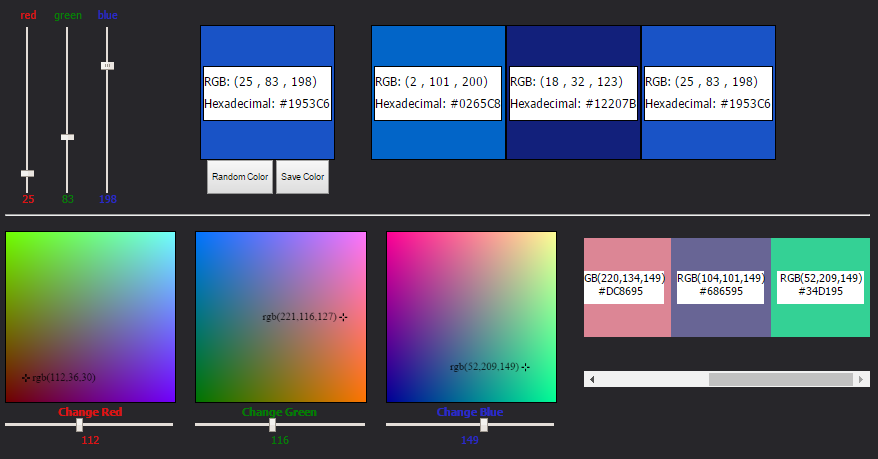 red green blue
25 83 198
RGB: (25 , 83 , 198)
Hexadecimal: #1953C6
Random Color Save Color
RGB: (2 , 101 , 200)
Hexadecimal: #0265C8
RGB: (18 , 32 , 123)
Hexadecimal: #12207B
RGB: (25 , 83 , 198)
Hexadecimal: #1953C6
rgb(112,36,30)
Change Red
112
rgb(221,116,127)
Change Green
116
rgb(52,209,149)
Change Blue
149
GB(220,134,149)
#DC8695
RGB(104,101,149)
#686595
RGB(52,209,149)
#34D195